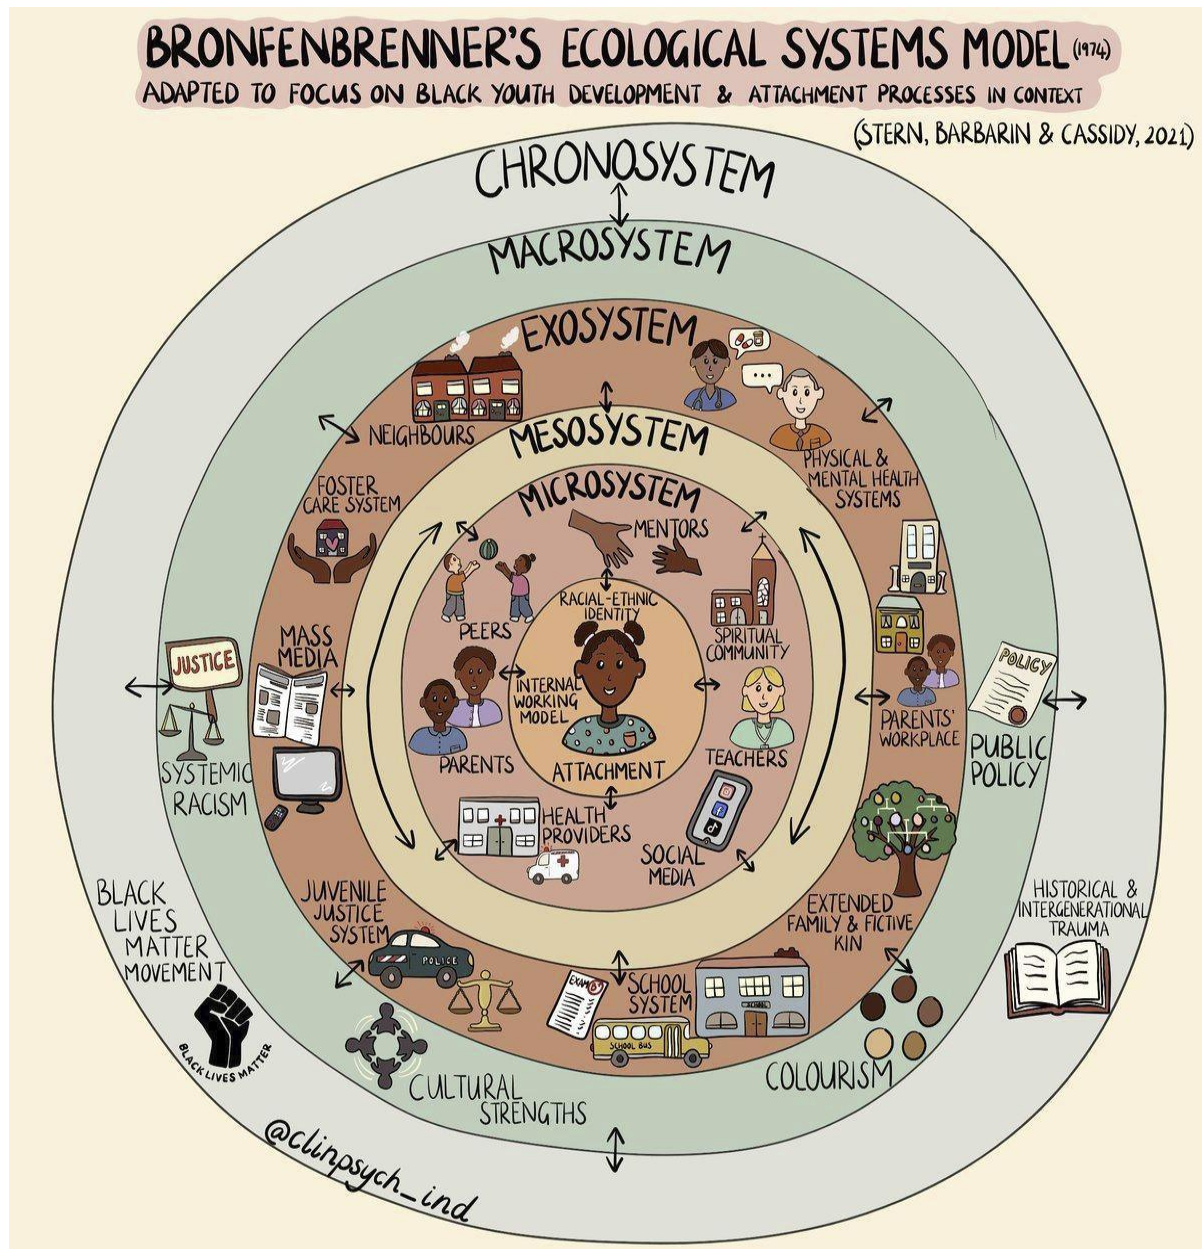 BRONFENBRENNER'S ECOLOGICAL SYSTEMS MODEL (1974)
ADAPTED TO FOCUS ON BLACK YOUTH DEVELOPMENT & ATTACHMENT PROCESSES IN CONTEXT
(STERN, BARBARIN & CASSIDY, 2021)
CHRONOSYSTEM
MACROSYSTEM
EXOSYSTEM
NEIGHBOURS
MESOSYSTEM
PHYSICAL &
MENTAL HEALTH
SYSTEMS
FOSTER
CARE SYSTEM
MICROSYSTEM
MENTORS
RACIAL-ETHNIC
IDENTITY
PEERS
SPIRITUAL
COMMUNITY
MASS
MEDIA
JUSTICE
POLICY
INTERNAL
WORKING
MODEL
PARENTS
ATTACHMENT
TEACHERS
PARENTS'
WORKPLACE
PUBLIC
POLICY
SYSTEMIC
RACISM
HEALTH
PROVIDERS
SOCIAL
MEDIA
JUVENILE
JUSTICE
SYSTEM
POLICE
EXTENDED
FAMILY & FICTIVE
KIN
BLACK
LIVES
MATTER
MOVEMENT
BLACK LIVES MATTER
HISTORICAL &
INTERGENERATIONAL
TRAUMA
EXAM
SCHOOL
SYSTEM
SCHOOL
SCHOOL BUS
CULTURAL
STRENGTHS
COLOURISM
@clinpsych_ind